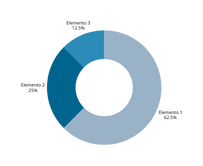 Elemento 3
12.5%
Elemento 2
25%
Elemento 1
62.5%